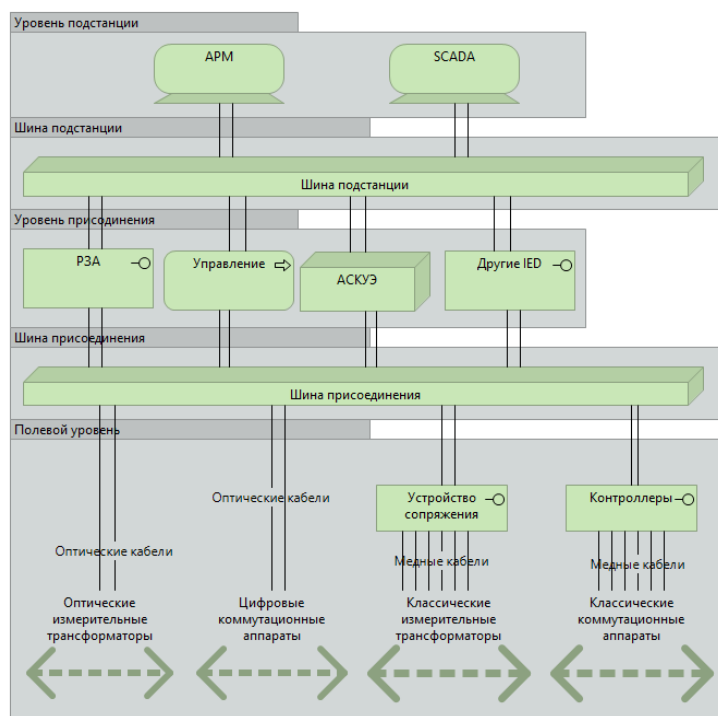 Уровень подстанции
АРМ
SCADA
Шина подстанции
Шина подстанции
Уровень присодинения
РЗА
Управление
АСКУЭ
Другие IED
Шина присоединения
Шина присоединения
Полевой уровень
Устройство
сопряжения
Контроллеры
Оптические кабели
Оптические кабели
Медные кабели
Медные кабели
Оптические
измерительные
трансформаторы
Цифровые
коммутационные
аппараты
Классические
измерительные
трансформаторы
Классические
коммутационные
аппараты